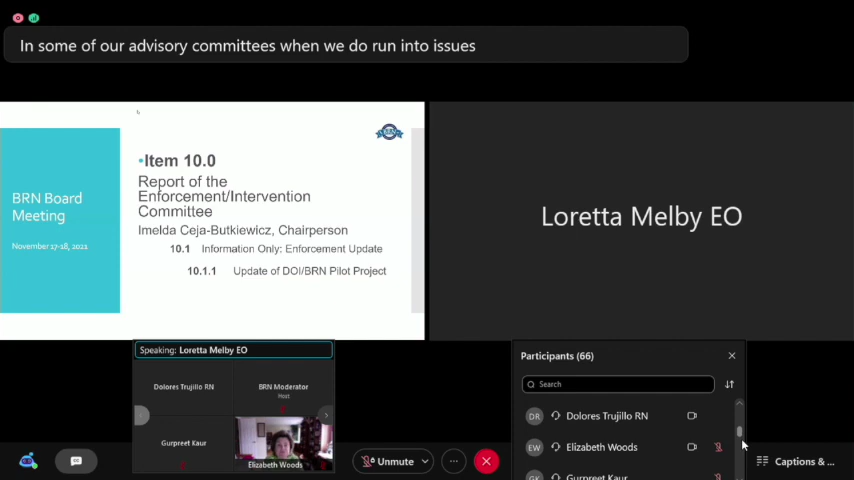 In some of our advisory committees when we do run into issues
BRN Board
Meeting
November 17-18, 2021
•Item 10.0
Report of the
Enforcement/Intervention
Committee
Imelda Ceja-Butkiewicz, Chairperson
10.1 Information Only: Enforcement Update
10.1.1 Update of DOI/BRN Pilot Project
Loretta Melby EO
Speaking: Loretta Melby EO
Dolores Trujillo RN
BRN Moderator
Host
Gurpreet Kaur
Elizabeth Woods
Unmute
Participants (66)
Search
DR Dolores Trujillo RN
EW Elizabeth Woods
GK Gurpreet Kaur
Captions & ...